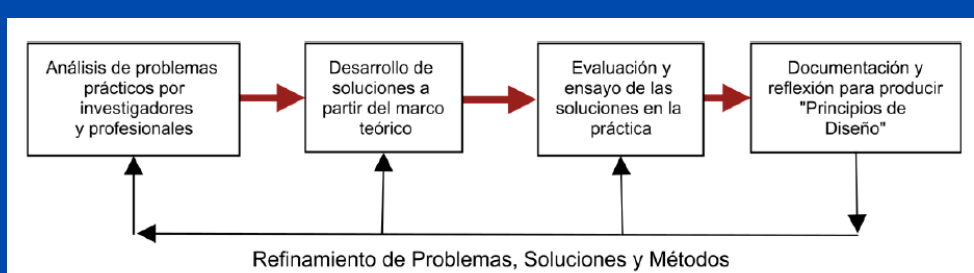 Análisis de problemas
prácticos por
investigadores
y profesionales
Desarrollo de
soluciones a
partir del marco
teórico
Evaluación y
ensayo de las
soluciones en la
práctica
Documentación y
reflexión para producir
"Principios de
Diseño"
Refinamiento de Problemas, Soluciones y Métodos